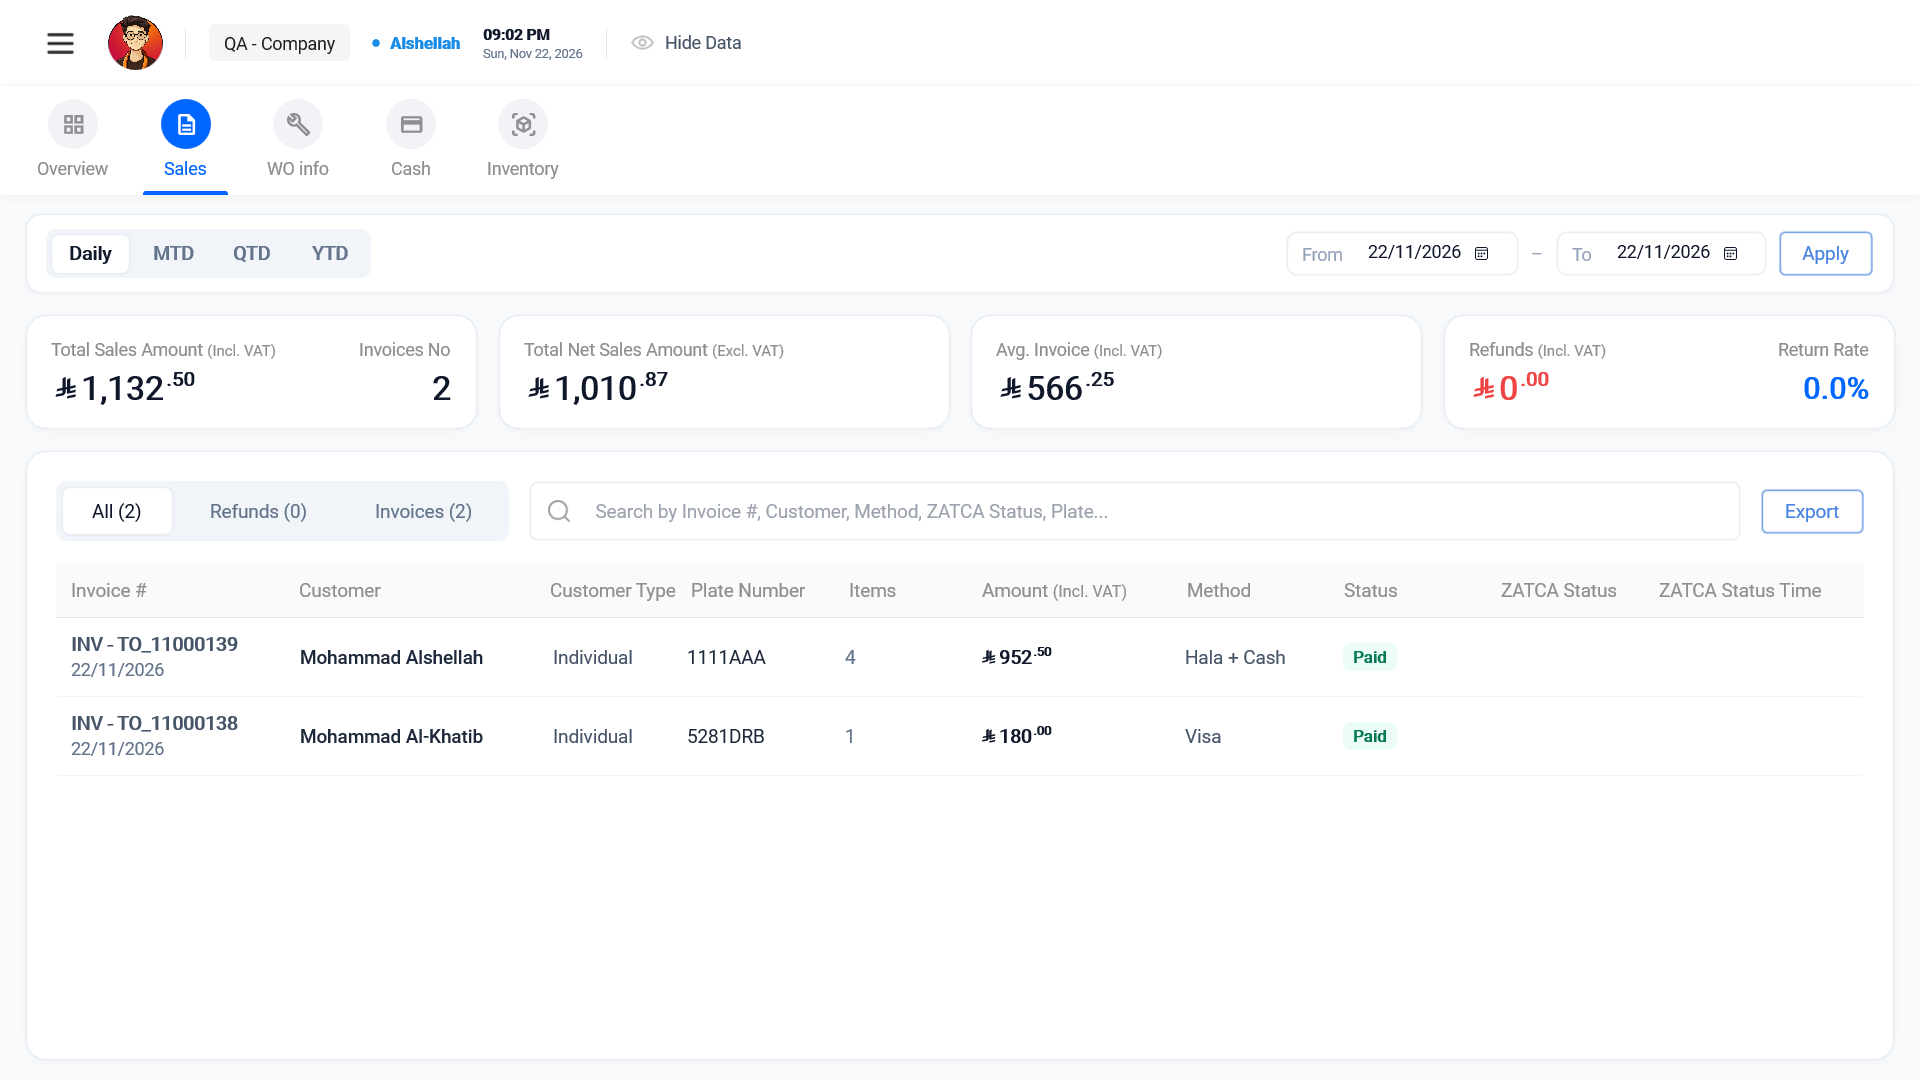 QA - Company
Alshellah
09:02 PM
Sun, Nov 22, 2026
Hide Data
Overview
Sales
WO info
Cash
Inventory
Daily
MTD
QTD
YTD
From 22/11/2026 – To 22/11/2026
Apply
Total Sales Amount (Incl. VAT)
1,132.50
Invoices No
2
Total Net Sales Amount (Excl. VAT)
1,010.87
Avg. Invoice (Incl. VAT)
566.25
Refunds (Incl. VAT)
0.00
Return Rate
0.0%
All (2)
Refunds (0)
Invoices (2)
Search by Invoice #, Customer, Method, ZATCA Status, Plate...
Export
Invoice # Customer Customer Type Plate Number Items Amount (Incl. VAT) Method Status ZATCA Status ZATCA Status Time
INV - TO_11000139
22/11/2026
Mohammad Alshellah Individual 1111AAA 4 952.50 Hala + Cash Paid
INV - TO_11000138
22/11/2026
Mohammad Al-Khatib Individual 5281DRB 1 180.00 Visa Paid